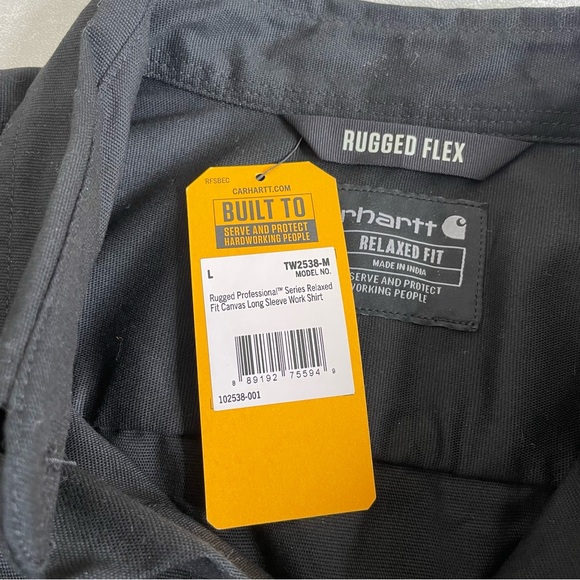 RUGGED FLEX
RFSBEC
CARHARTT.COM
BUILT TO
SERVE AND PROTECT
HARDWORKING PEOPLE
L TW2538-M
MODEL NO.
Rugged Professional™ Series Relaxed
Fit Canvas Long Sleeve Work Shirt
8 89192 75594 9
102538-001
rhartt
RELAXED FIT
MADE IN INDIA
SERVE AND PROTECT
WORKING PEOPLE